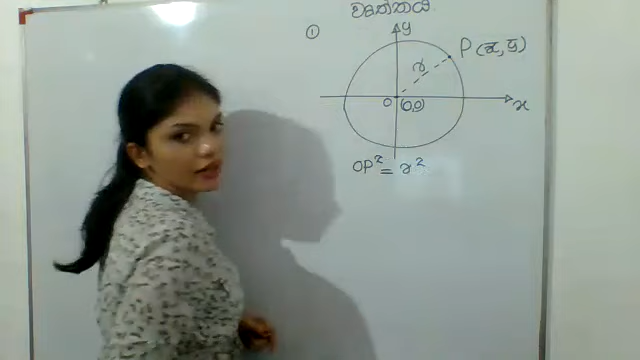 වෘත්තය
①
y
P (x̄, ȳ)
r
O (0,0)
x
OP² = r²